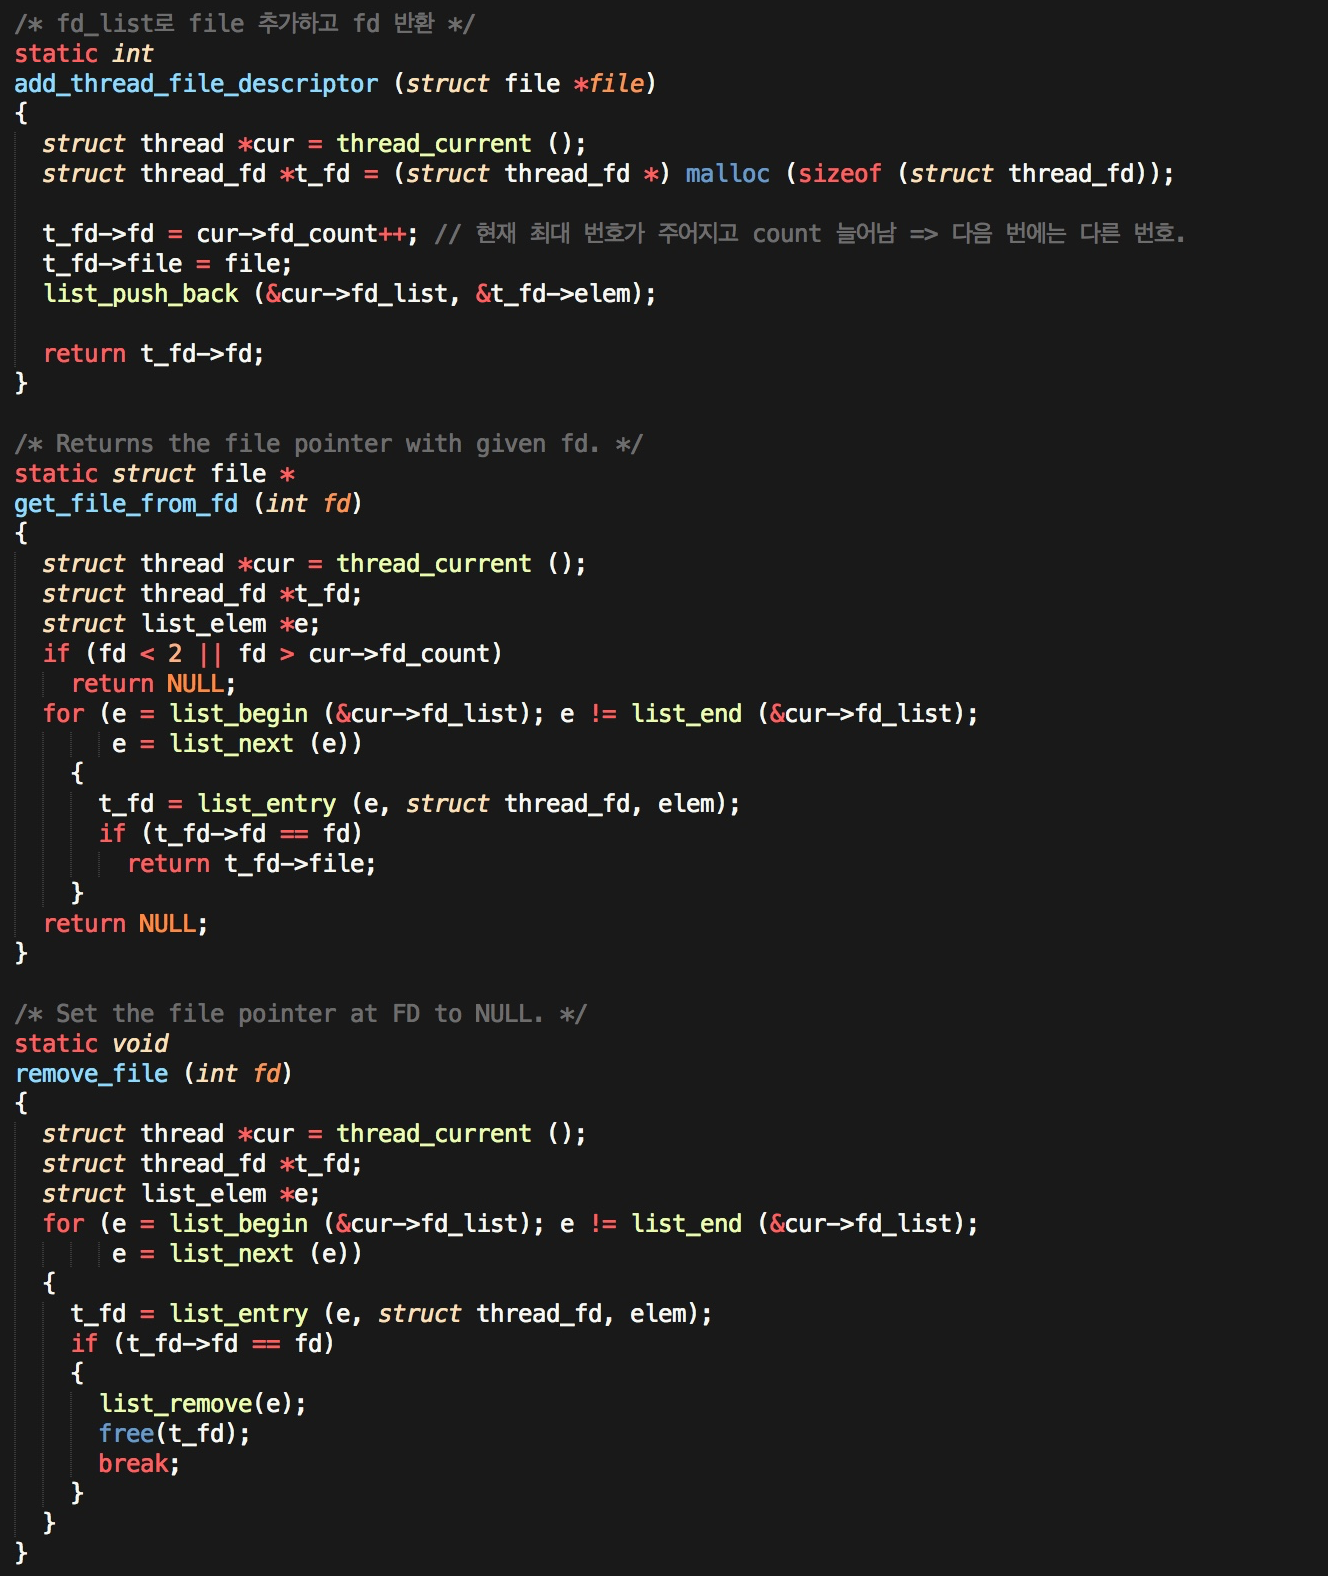 /* fd_list로 file 추가하고 fd 반환 */
static int
add_thread_file_descriptor (struct file *file)
{
  struct thread *cur = thread_current ();
  struct thread_fd *t_fd = (struct thread_fd *) malloc (sizeof (struct thread_fd));

  t_fd->fd = cur->fd_count++; // 현재 최대 번호가 주어지고 count 늘어남 => 다음 번에는 다른 번호.
  t_fd->file = file;
  list_push_back (&cur->fd_list, &t_fd->elem);

  return t_fd->fd;
}

/* Returns the file pointer with given fd. */
static struct file *
get_file_from_fd (int fd)
{
  struct thread *cur = thread_current ();
  struct thread_fd *t_fd;
  struct list_elem *e;
  if (fd < 2 || fd > cur->fd_count)
    return NULL;
  for (e = list_begin (&cur->fd_list); e != list_end (&cur->fd_list);
       e = list_next (e))
    {
      t_fd = list_entry (e, struct thread_fd, elem);
      if (t_fd->fd == fd)
        return t_fd->file;
    }
  return NULL;
}

/* Set the file pointer at FD to NULL. */
static void
remove_file (int fd)
{
  struct thread *cur = thread_current ();
  struct thread_fd *t_fd;
  struct list_elem *e;
  for (e = list_begin (&cur->fd_list); e != list_end (&cur->fd_list);
       e = list_next (e))
  {
    t_fd = list_entry (e, struct thread_fd, elem);
    if (t_fd->fd == fd)
    {
      list_remove(e);
      free(t_fd);
      break;
    }
  }
}